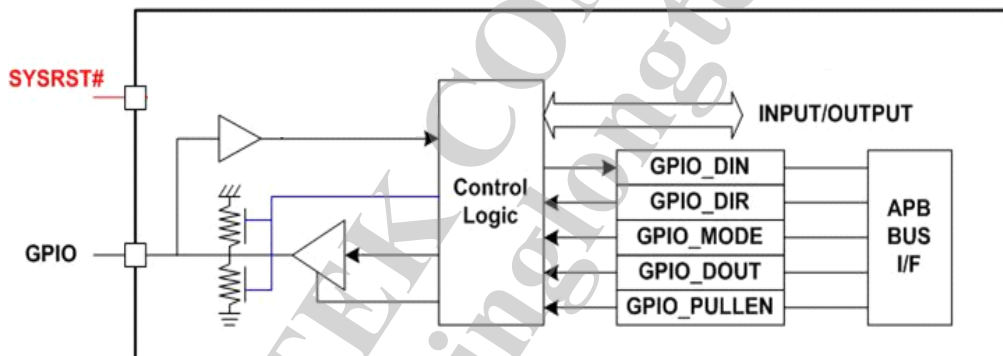 SYSRST#
INPUT/OUTPUT
GPIO_DIN
GPIO_DIR
GPIO_MODE
GPIO_DOUT
GPIO_PULLEN
Control
Logic
APB
BUS
I/F
GPIO